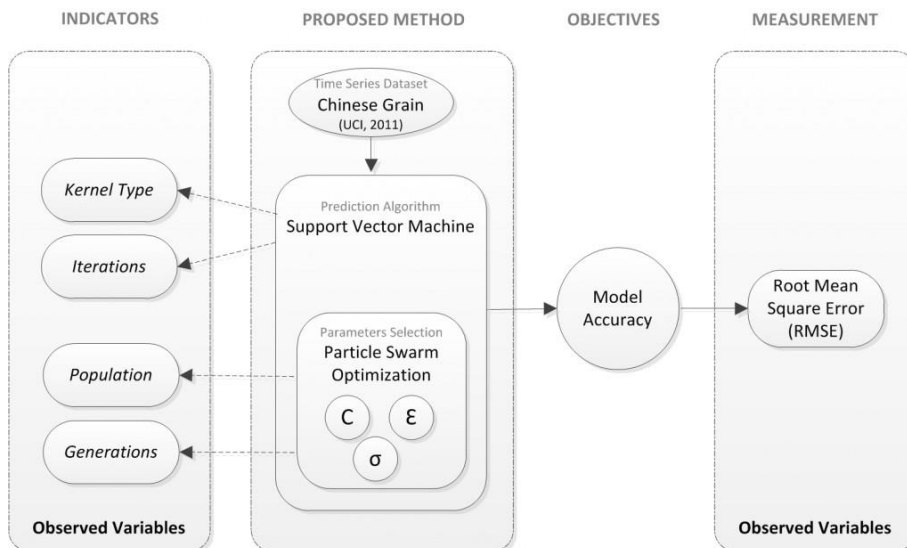 INDICATORS
PROPOSED METHOD
OBJECTIVES
MEASUREMENT
Kernel Type
Iterations
Population
Generations
Observed Variables
Time Series Dataset
Chinese Grain
(UCI, 2011)
Prediction Algorithm
Support Vector Machine
Parameters Selection
Particle Swarm
Optimization
C
Ɛ
σ
Model
Accuracy
Root Mean
Square Error
(RMSE)
Observed Variables